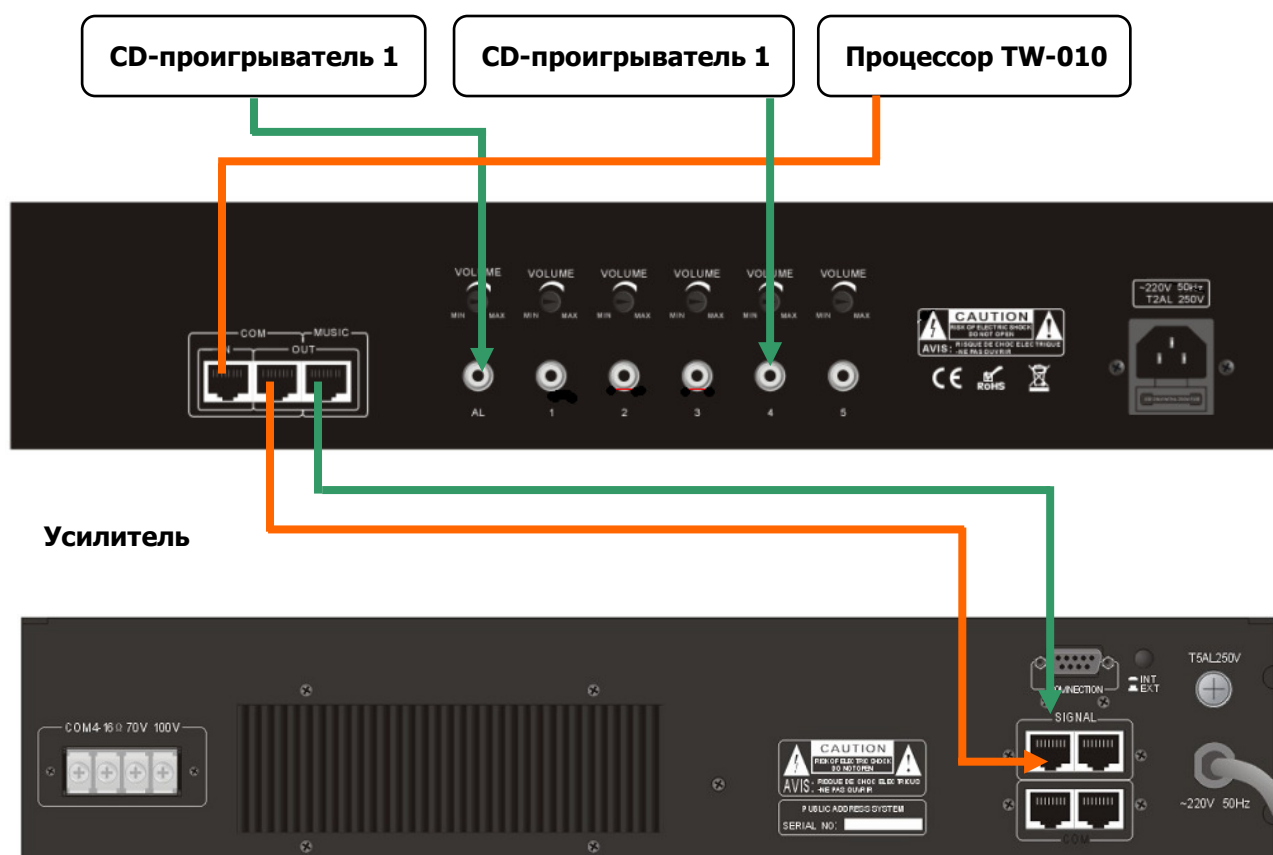 CD-проигрыватель 1
CD-проигрыватель 1
Процессор TW-010
VOLUME VOLUME VOLUME VOLUME VOLUME VOLUME
MIN MAX MIN MAX MIN MAX MIN MAX MIN MAX MIN MAX
~220V 50Hz
T2AL 250V
CAUTION
RISK OF ELECTRIC SHOCK
DO NOT OPEN
AVIS: RISQUE DE CHOC ELECTRIQUE
-NE PAS OUVRIR
COM MUSIC
IN OUT
CE RoHS
AL 1 2 3 4 5
Усилитель
T5AL250V
CONNECTION
INT
EXT
SIGNAL
COM4-16Ω 70V 100V
CAUTION
RISK OF ELECTRIC SHOCK
DO NOT OPEN
AVIS: RISQUE DE CHOC ELECTRIQUE
-NE PAS OUVRIR
PUBLIC ADDRESS SYSTEM
SERIAL NO:
~220V 50Hz
COM